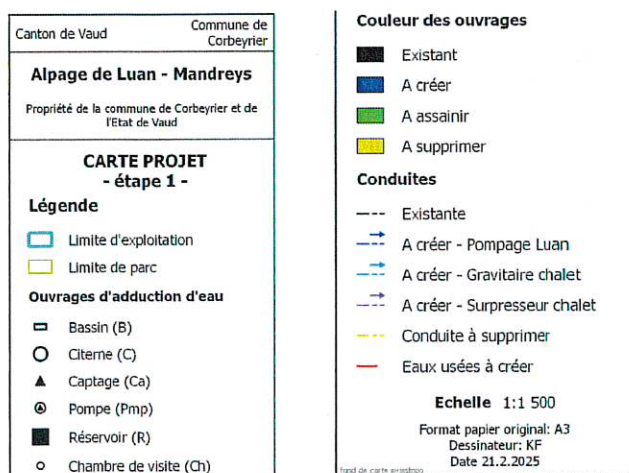 Canton de Vaud
Commune de
Corbeyrier
Alpage de Luan - Mandreys
Propriété de la commune de Corbeyrier et de
l'Etat de Vaud
CARTE PROJET
- étape 1 -
Légende
Limite d'exploitation
Limite de parc
Ouvrages d'adduction d'eau
Bassin (B)
Citerne (C)
Captage (Ca)
Pompe (Pmp)
Réservoir (R)
Chambre de visite (Ch)
Couleur des ouvrages
Existant
A créer
A assainir
A supprimer
Conduites
Existante
A créer - Pompage Luan
A créer - Gravitaire chalet
A créer - Surpresseur chalet
Conduite à supprimer
Eaux usées à créer
Echelle 1:1 500
Format papier original: A3
Dessinateur: KF
Date 21.2.2025
fond de carte